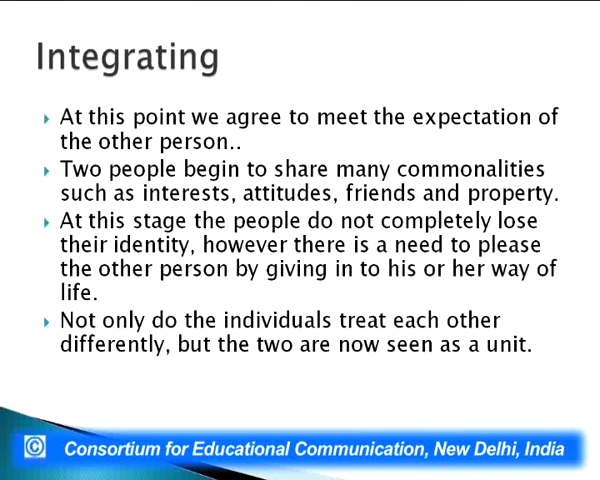 Integrating
At this point we agree to meet the expectation of
the other person..
Two people begin to share many commonalities
such as interests, attitudes, friends and property.
At this stage the people do not completely lose
their identity, however there is a need to please
the other person by giving in to his or her way of
life.
Not only do the individuals treat each other
differently, but the two are now seen as a unit.
© Consortium for Educational Communication, New Delhi, India